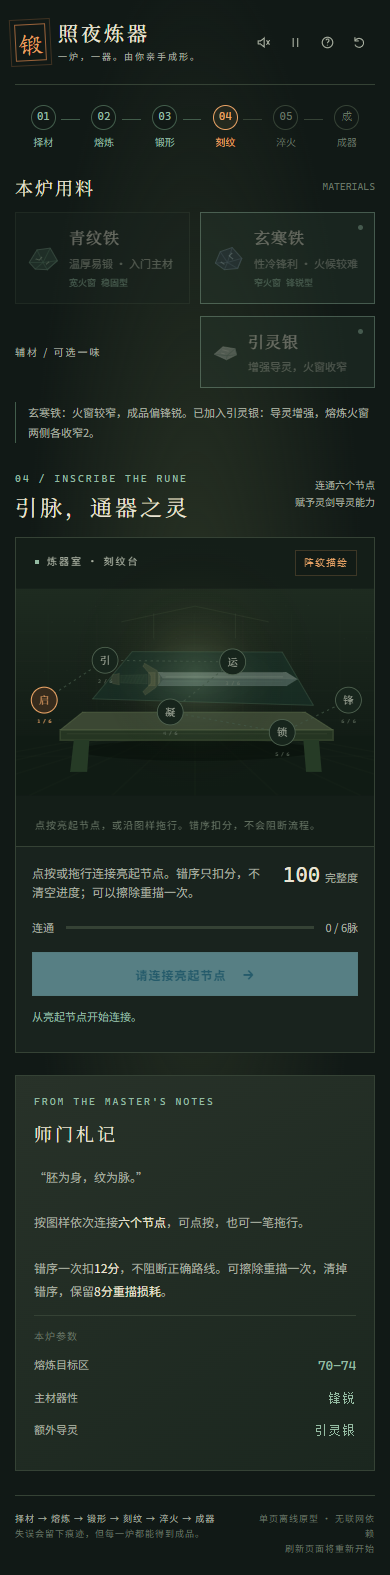 锻
照夜炼器
一炉，一器。由你亲手成形。
01 02 03 04 05 成
择材 熔炼 锻形 刻纹 淬火 成器
本炉用料
MATERIALS
青纹铁
温厚易锻 • 入门主材
宽火窗 稳固型
玄寒铁
性冷锋利 • 火候较难
窄火窗 锋锐型
辅材 / 可选一味
引灵银
增强导灵，火窗收窄
玄寒铁：火窗较窄，成品偏锋锐。已加入引灵银：导灵增强，熔炼火窗
两侧各收窄2。
04 / INSCRIBE THE RUNE
引脉，通器之灵
连通六个节点
赋予灵剑导灵能力
炼器室 • 刻纹台
阵纹描绘
引
运
启
1/6
凝
锁
5/6
锋
6/6
点按亮起节点，或沿图样拖行。错序扣分，不会阻断流程。
点按或拖行连接亮起节点。错序只扣分，不
清空进度；可以擦除重描一次。
100 完整度
连通
0 / 6脉
请连接亮起节点 →
从亮起节点开始连接。
FROM THE MASTER'S NOTES
师门札记
“胚为身，纹为脉。”
按图样依次连接六个节点，可点按，也可一笔拖行。
错序一次扣12分，不阻断正确路线。可擦除重描一次，清掉
错序，保留8分重描损耗。
本炉参数
熔炼目标区 70–74
主材器性 锋锐
额外导灵 引灵银
择材 → 熔炼 → 锻形 → 刻纹 → 淬火 → 成器
失误会留下痕迹，但每一炉都能得到成品。
单页离线原型 • 无联网依
赖
刷新页面将重新开始